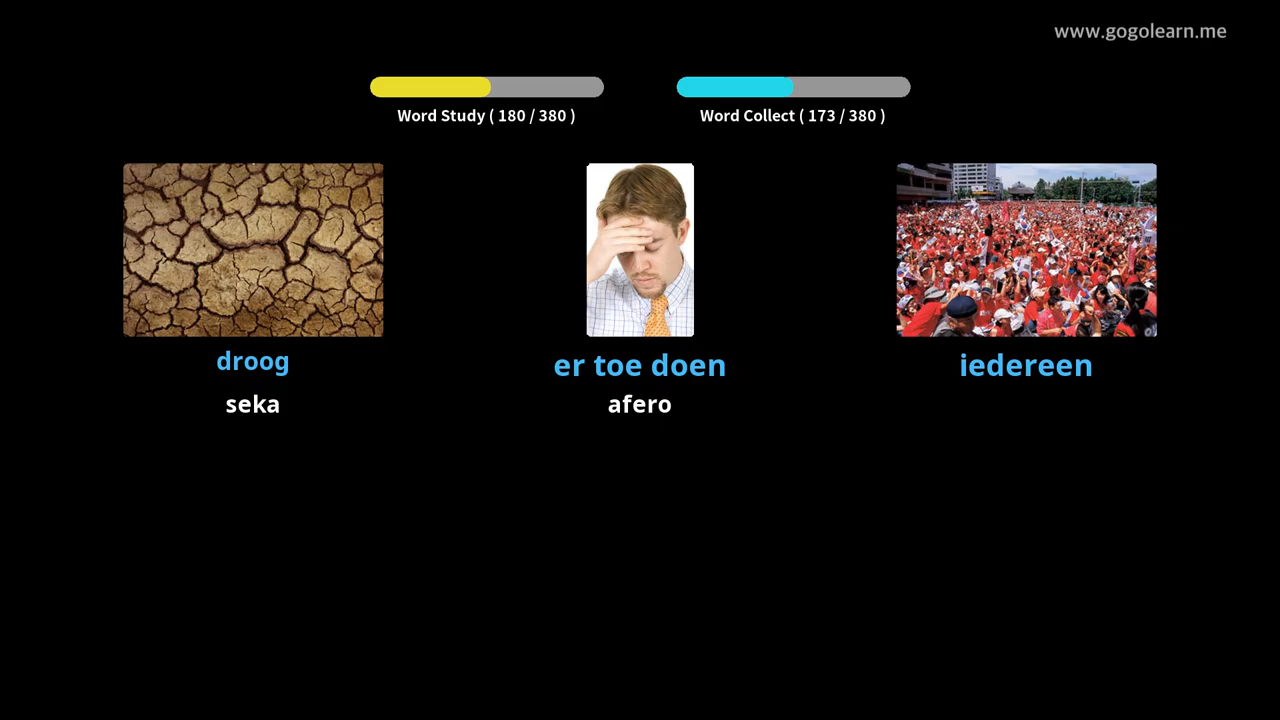 www.gogolearn.me
Word Study ( 180 / 380 )
Word Collect ( 173 / 380 )
droog
er toe doen
iedereen
seka
afero